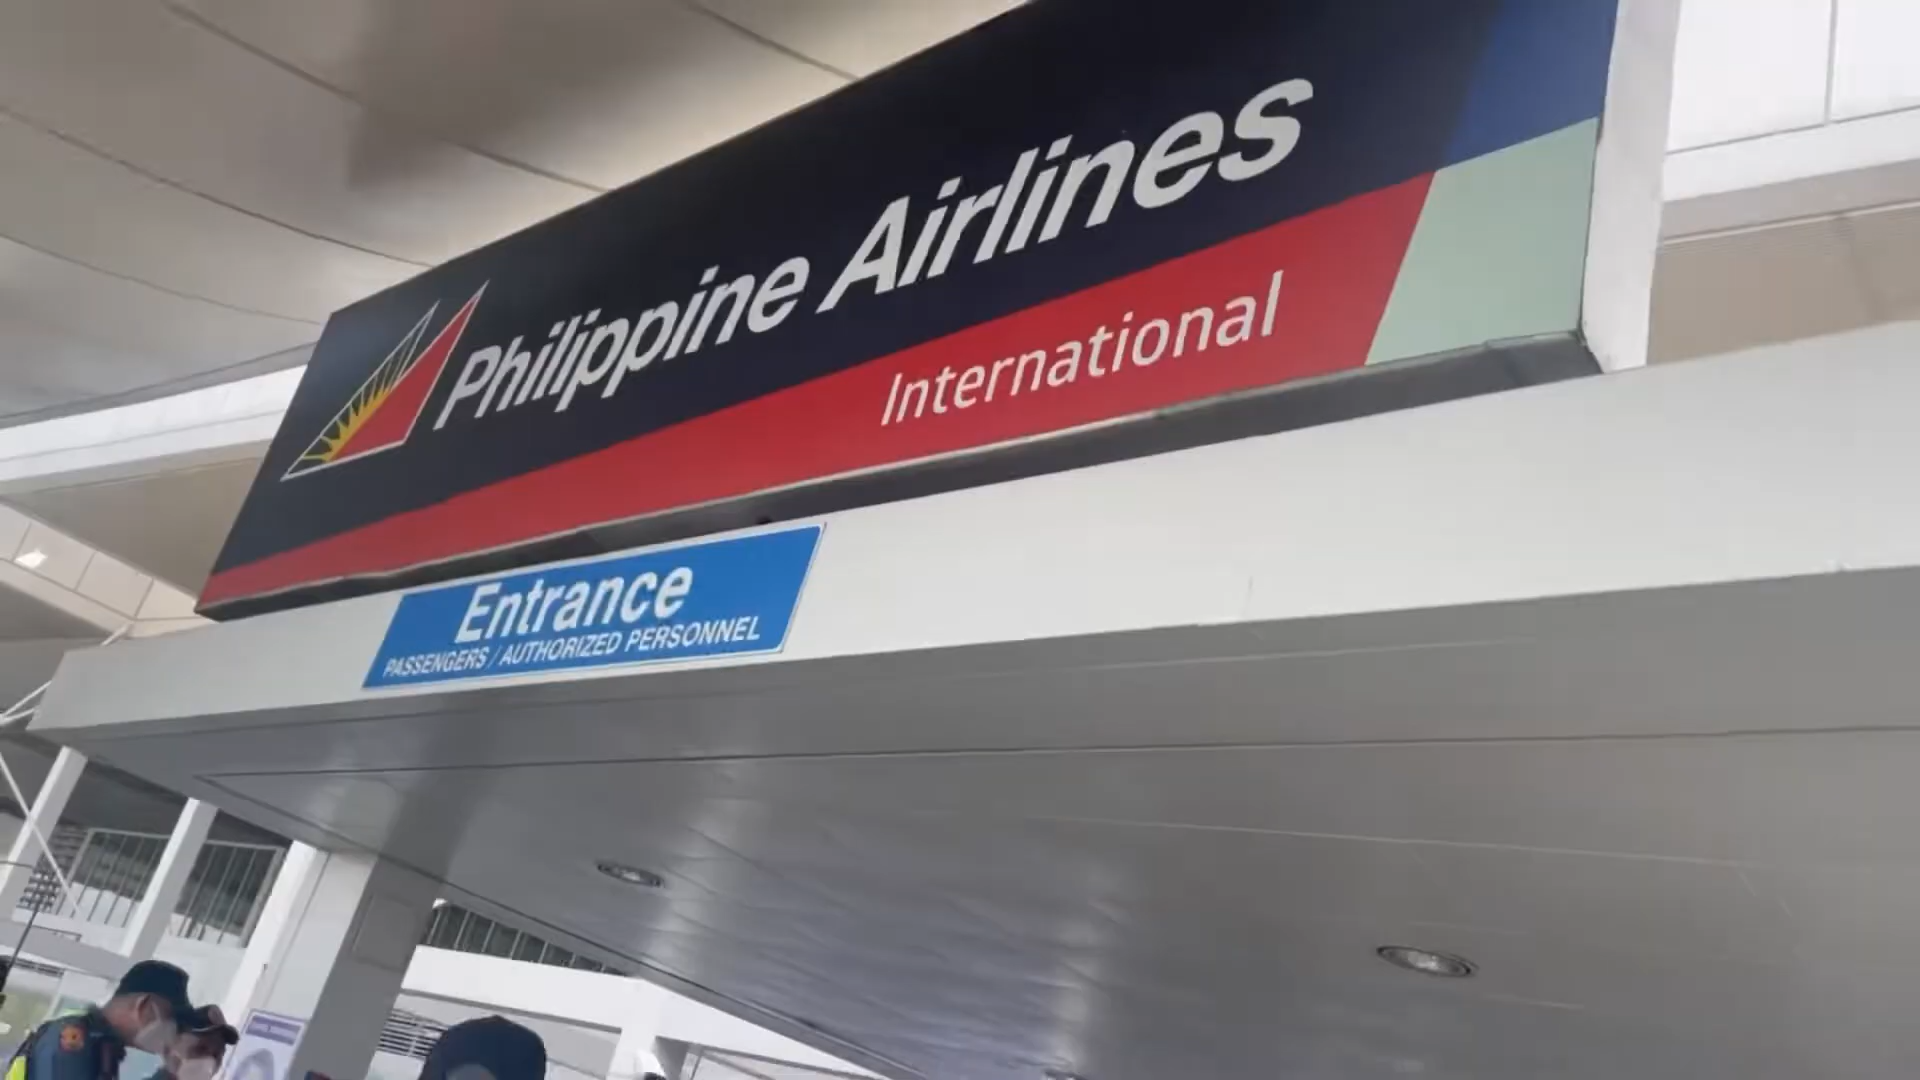 Philippine Airlines
International
Entrance
PASSENGERS / AUTHORIZED PERSONNEL